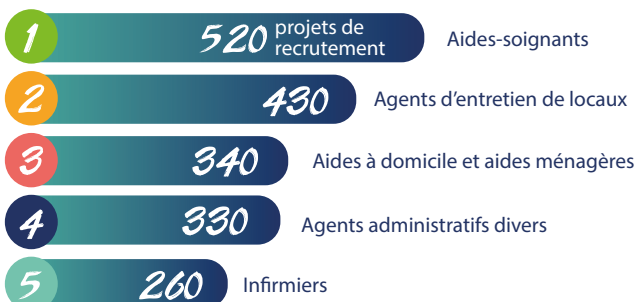 1 520 projets de
recrutement Aides-soignants
2 430 Agents d’entretien de locaux
3 340 Aides à domicile et aides ménagères
4 330 Agents administratifs divers
5 260 Infirmiers